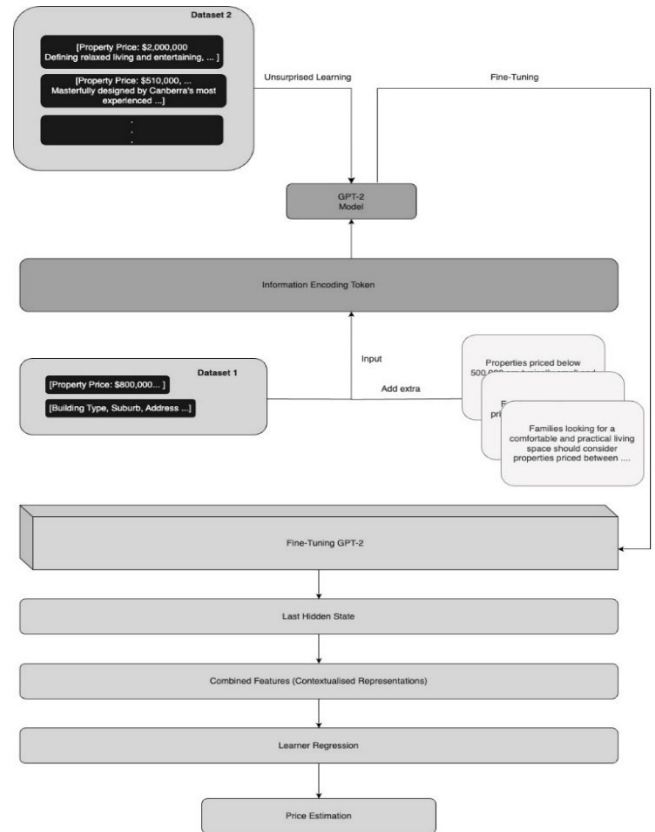 Dataset 2
[Property Price: $2,000,000
Defining relaxed living and entertaining, ... ]
[Property Price: $510,000, ...
Masterfully designed by Canberra's most
experienced ...]
.
.
.
Unsurprised Learning
Fine-Tuning
GPT-2
Model
Information Encoding Token
Input
Add extra
Dataset 1
[Property Price: $800,000... ]
[Building Type, Suburb, Address ...]
Properties priced below
Families looking for a
comfortable and practical living
space should consider
properties priced between ....
Fine-Tuning GPT-2
Last Hidden State
Combined Features (Contextualised Representations)
Learner Regression
Price Estimation